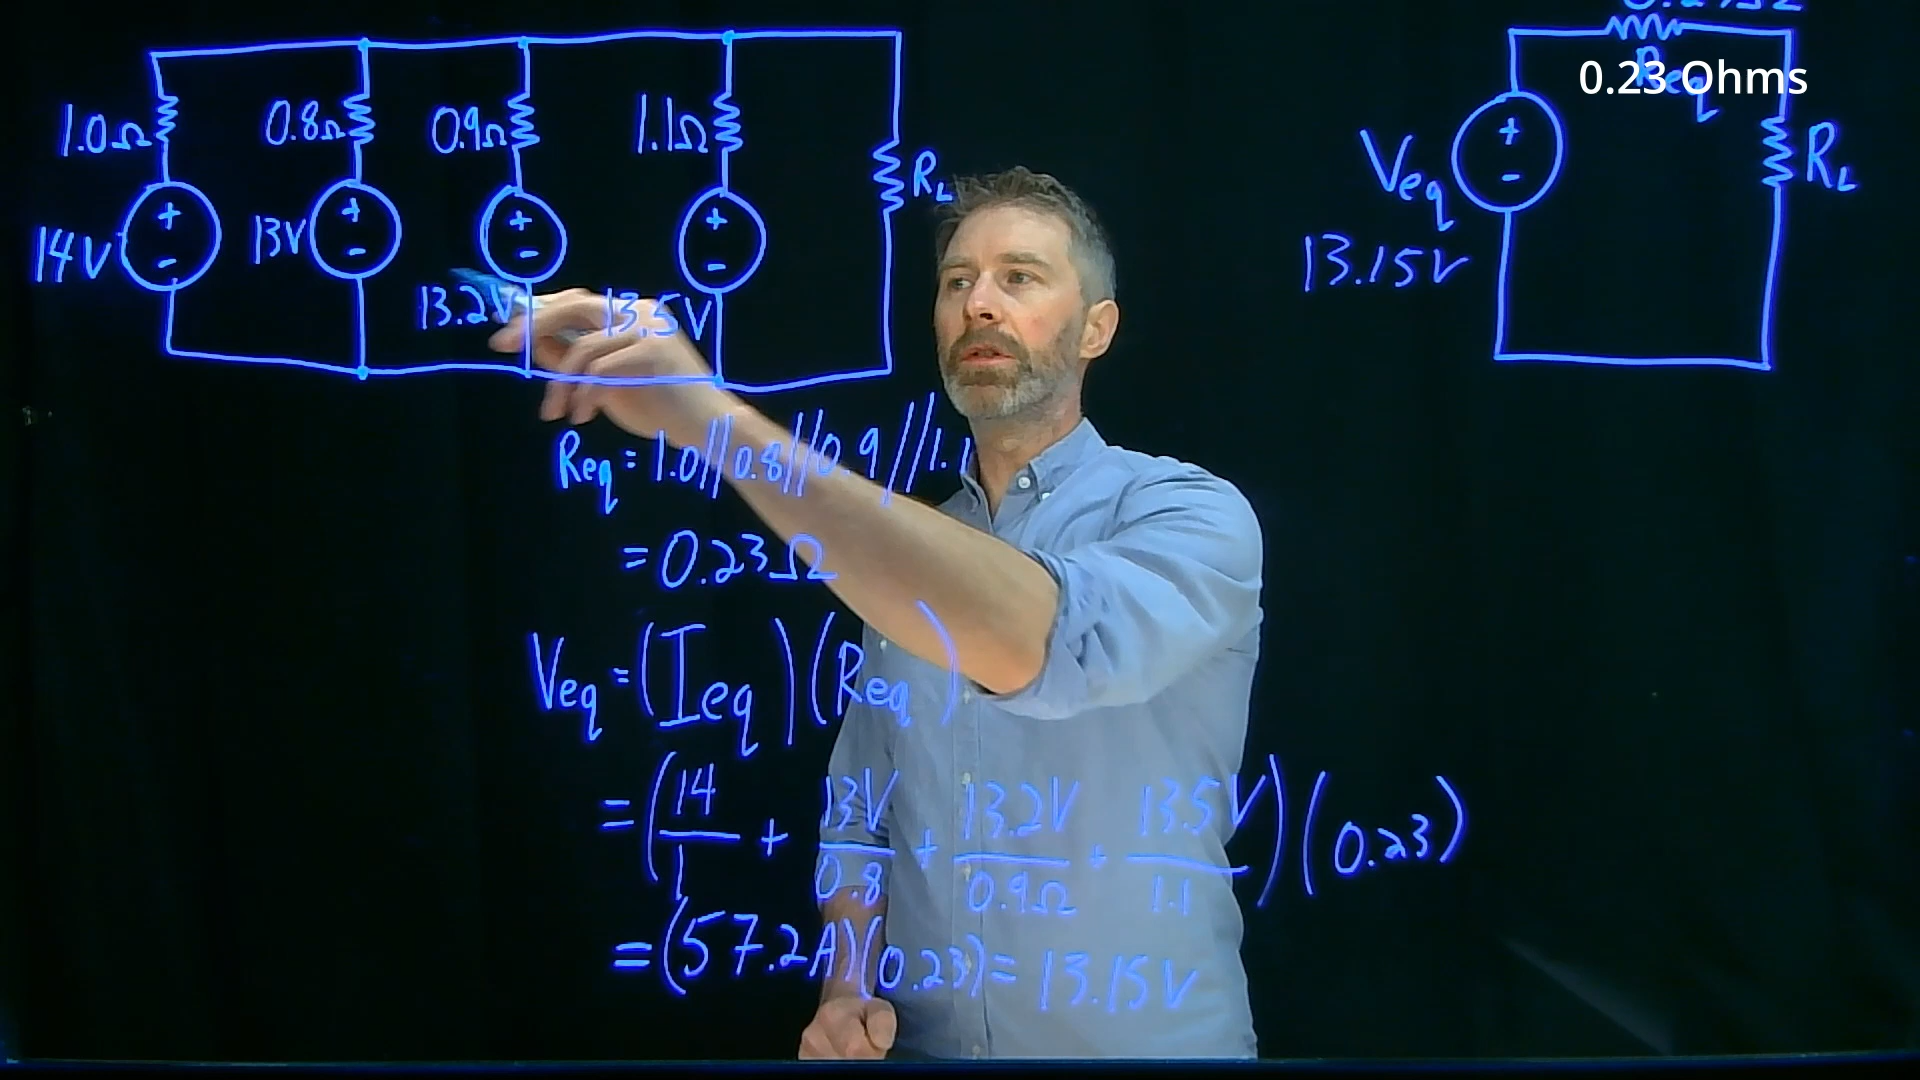 0.23 Ohms
1.0Ω
0.8Ω
0.9Ω
1.1Ω
R_L
14V
13V
13.2V
13.5V
Req
Veq
13.15V
R_L
Req = 1.0//0.8//0.9//1.1
= 0.23Ω
Veq = (Ieq)(Req)
= (14/1 + 13V/0.8 + 13.2V/0.9Ω + 13.5V/1.1)(0.23)
= (57.2A)(0.23) = 13.15V